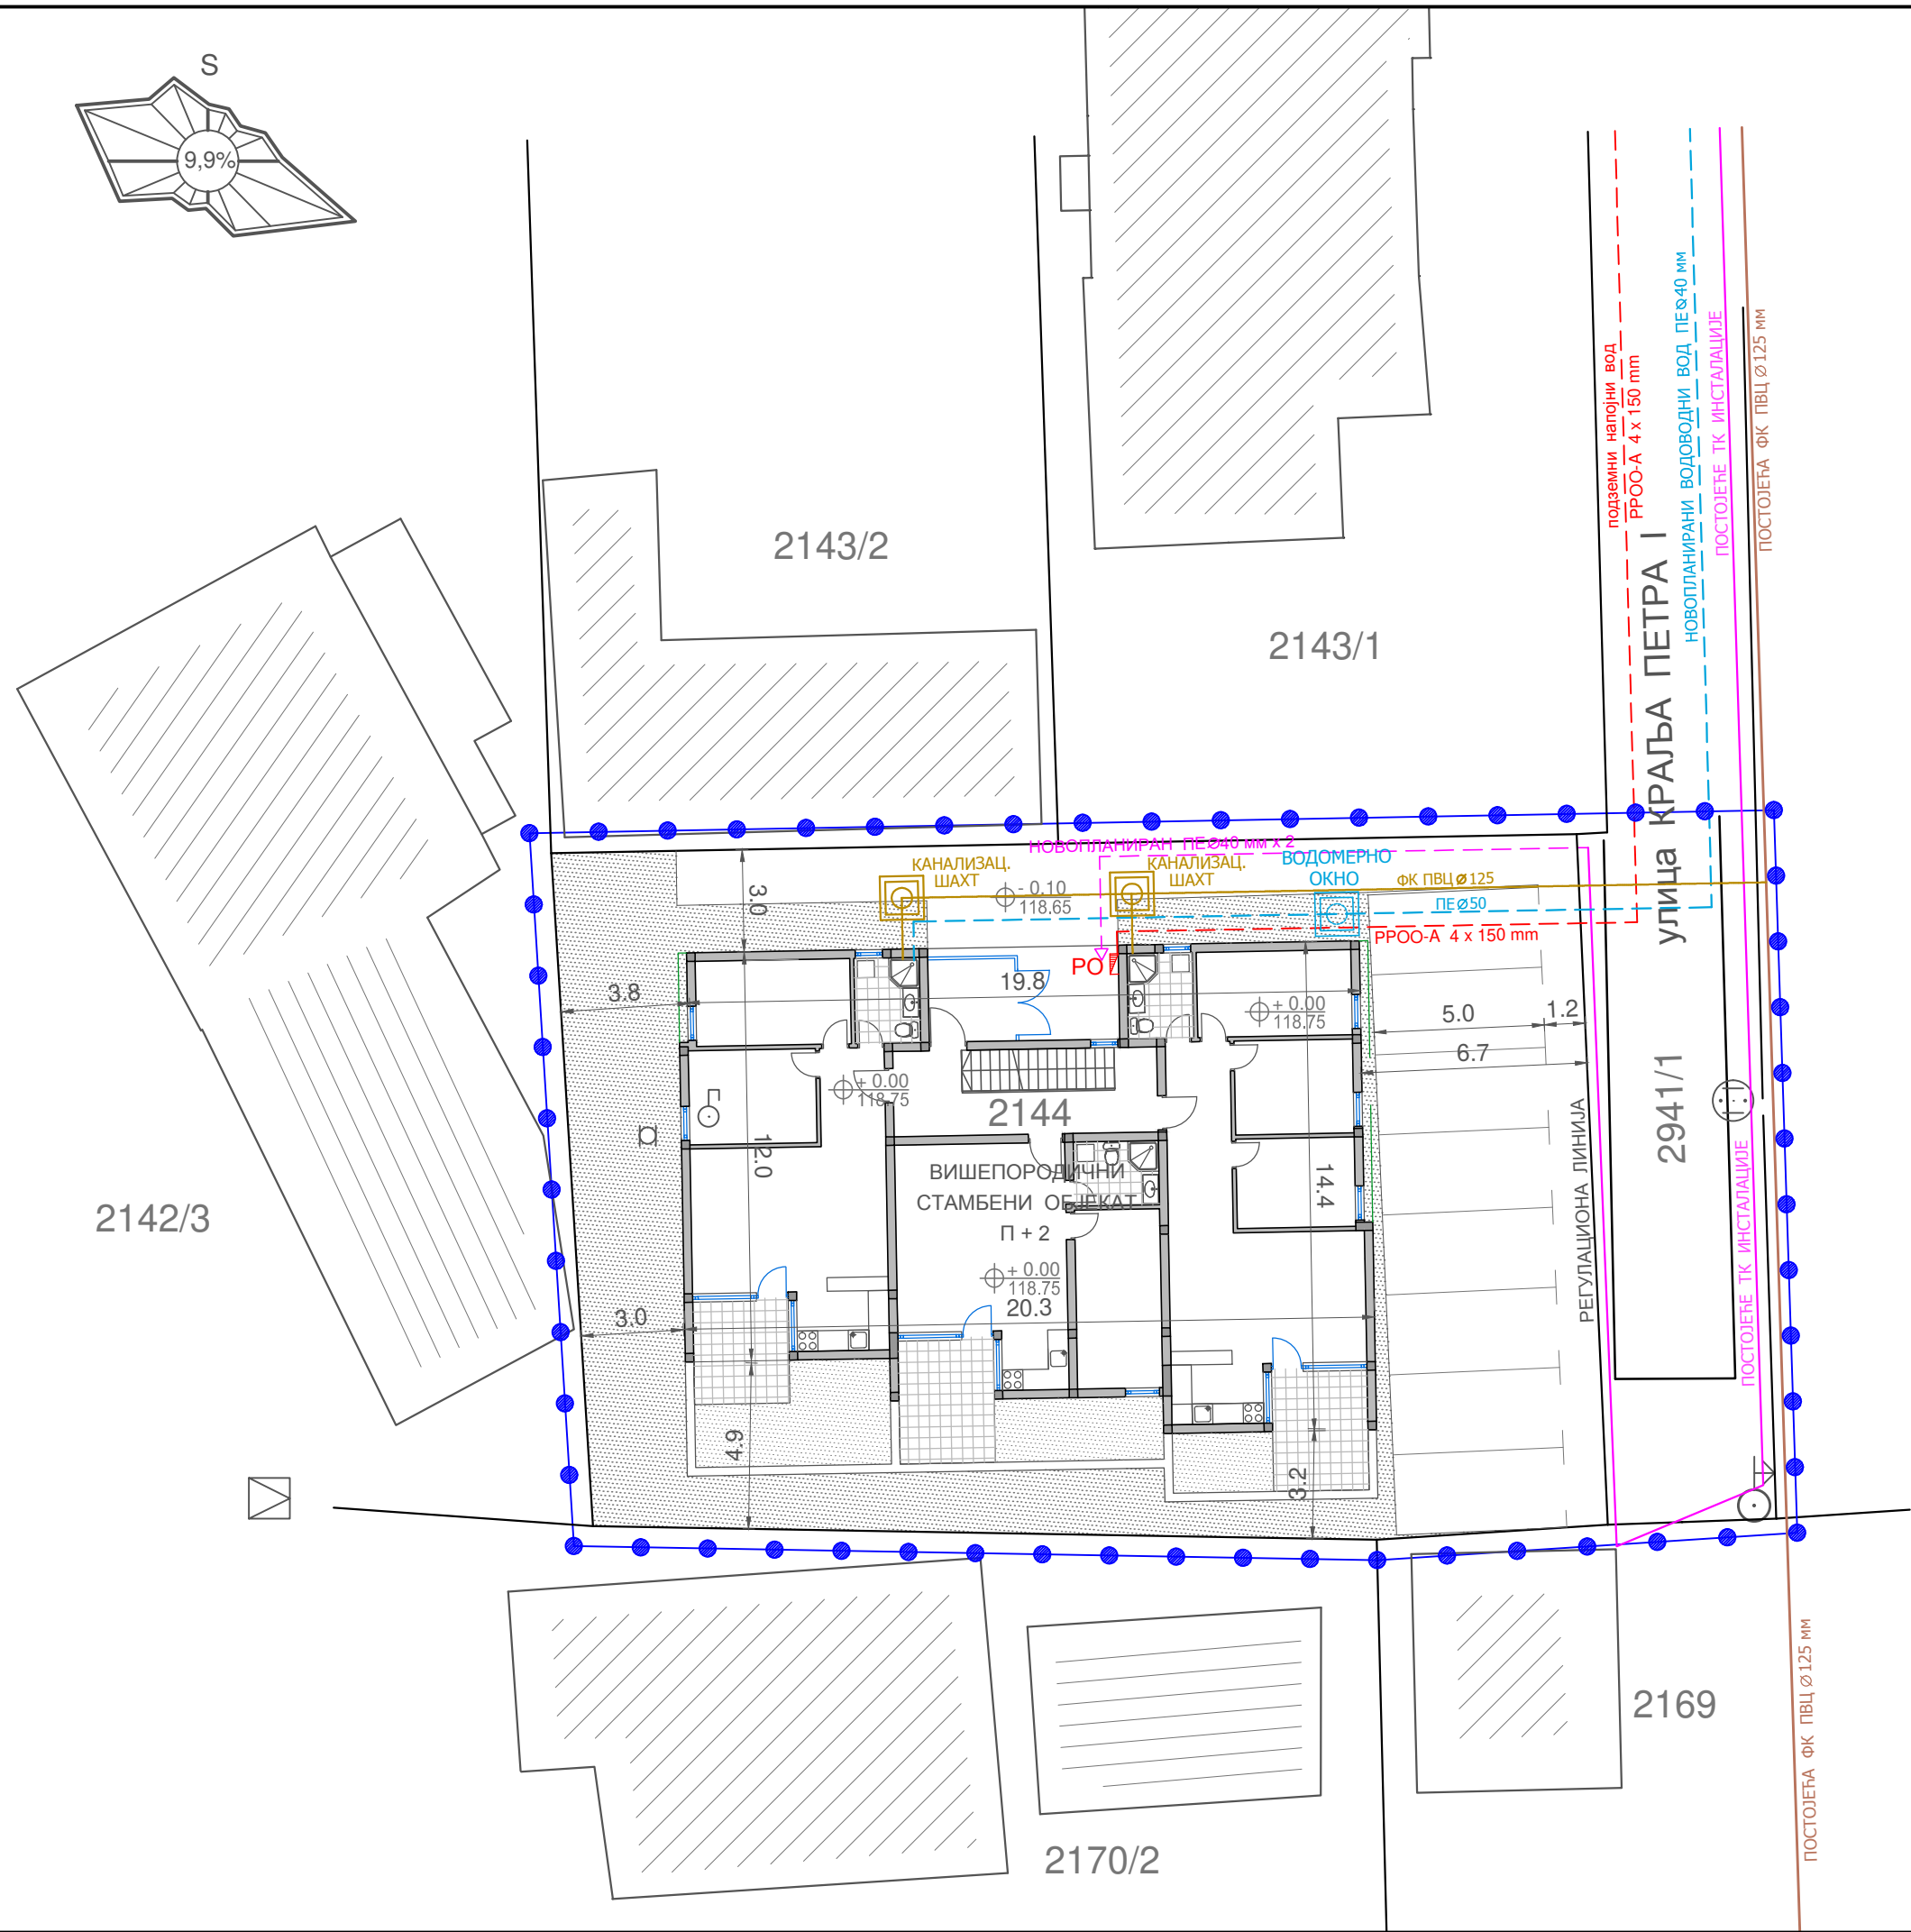 S
9,9%
2143/2
2143/1
подземни напојни вод
РРОО-А 4 x 150 mm
НОВОПЛАНИРАНИ ВОДОВОДНИ ВОД ПЕ⌀40 мм
ПОСТОЈЕЋЕ ТК ИНСТАЛАЦИЈЕ
ПОСТОЈЕЋА ФК ПВЦ ⌀125 мм
улица КРАЉА ПЕТРА I
НОВОПЛАНИРАН ПЕ⌀40 мм x 2
КАНАЛИЗАЦ.
ШАХТ
- 0.10
118.65
КАНАЛИЗАЦ.
ШАХТ
ВОДОМЕРНО
ОКНО
ФК ПВЦ ⌀125
ПЕ⌀50
РРОО-А 4 x 150 mm
РО
3.0
3.8
19.8
+ 0.00
118.75
5.0
1.2
6.7
+ 0.00
118.75
2144
2941/1
12.0
ВИШЕПОРОДИЧНИ
СТАМБЕНИ ОБЈЕКАТ
П + 2
14.4
РЕГУЛАЦИОНА ЛИНИЈА
ПОСТОЈЕЋЕ ТК ИНСТАЛАЦИЈЕ
2142/3
+ 0.00
118.75
20.3
3.0
4.9
3.2
2169
ПОСТОЈЕЋА ФК ПВЦ ⌀125 мм
2170/2